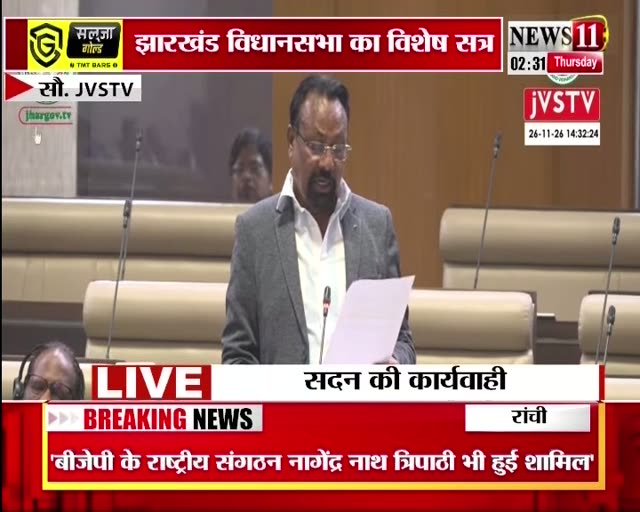 सलूजा
गोल्ड
TMT BARS
झारखंड विधानसभा का विशेष सत्र
NEWS 11
02:31 Thursday
सौ. JVSTV
jhargov.tv
JVSTV
26-11-26 14:32:24
LIVE
सदन की कार्यवाही
BREAKING NEWS
रांची
'बीजेपी के राष्ट्रीय संगठन नागेंद्र नाथ त्रिपाठी भी हुई शामिल'